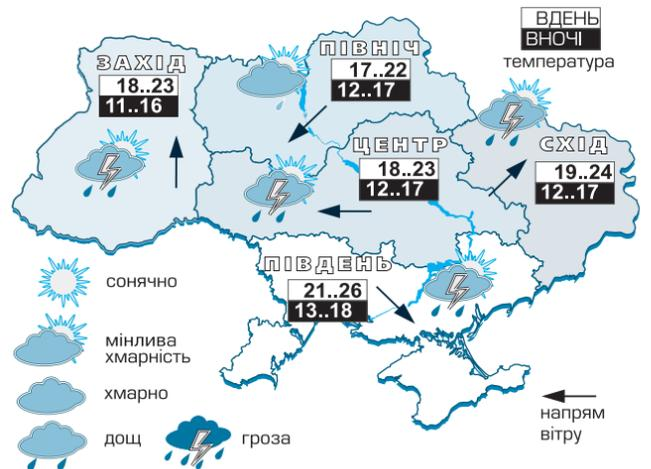 ВДЕНЬ
ВНОЧІ
температура
ПІВНІЧ
17..22
12..17
ЗАХІД
18..23
11..16
ЦЕНТР
18..23
12..17
СХІД
19..24
12..17
ПІВДЕНЬ
21..26
13..18
сонячно
мінлива
хмарність
хмарно
дощ
гроза
напрям
вітру